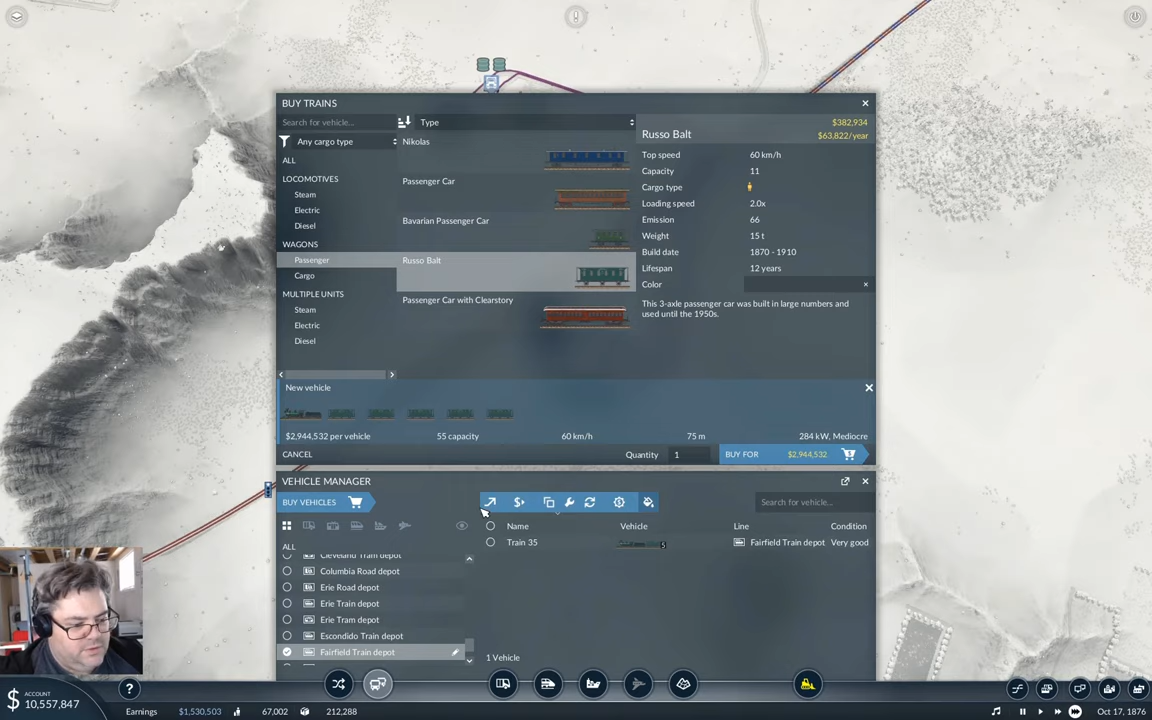 BUY TRAINS
Search for vehicle...
Type
Any cargo type
ALL
LOCOMOTIVES
Steam
Electric
Diesel
WAGONS
Passenger
Cargo
MULTIPLE UNITS
Steam
Electric
Diesel
Nikolas
Passenger Car
Bavarian Passenger Car
Russo Balt
Passenger Car with Clearstory
$382,934
Russo Balt
$63,822/year
Top speed 60 km/h
Capacity 11
Cargo type
Loading speed 2.0x
Emission 66
Weight 15 t
Build date 1870 - 1910
Lifespan 12 years
Color
This 3-axle passenger car was built in large numbers and
used until the 1950s.
New vehicle
$2,944,532 per vehicle 55 capacity 60 km/h 75 m 284 kW, Mediocre
CANCEL Quantity 1 BUY FOR $2,944,532
VEHICLE MANAGER
BUY VEHICLES
Search for vehicle...
ALL
Cleveland Tram depot
Columbia Road depot
Erie Road depot
Erie Train depot
Erie Tram depot
Escondido Train depot
Fairfield Train depot
Name Vehicle Line Condition
Train 35 5 Fairfield Train depot Very good
1 Vehicle
$ ACCOUNT
10,557,847
?
Earnings $1,530,503 67,002 212,288
Oct 17, 1876